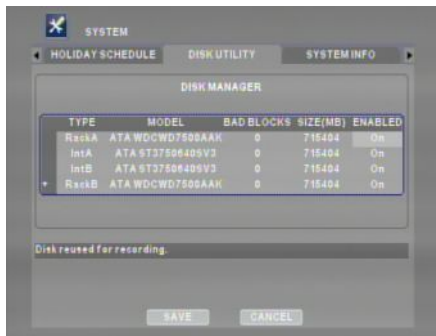 SYSTEM
HOLIDAY SCHEDULE DISK UTILITY SYSTEM INFO
DISK MANAGER
TYPE MODEL BAD BLOCKS SIZE(MB) ENABLED
RackA ATA WDCWD7500AAK 0 715404 On
IntA ATA ST3750640SV3 0 715404 On
IntB ATA ST3750640SV3 0 715404 On
RackB ATA WDCWD7500AAK 0 715404 On
Disk reused for recording.
SAVE CANCEL